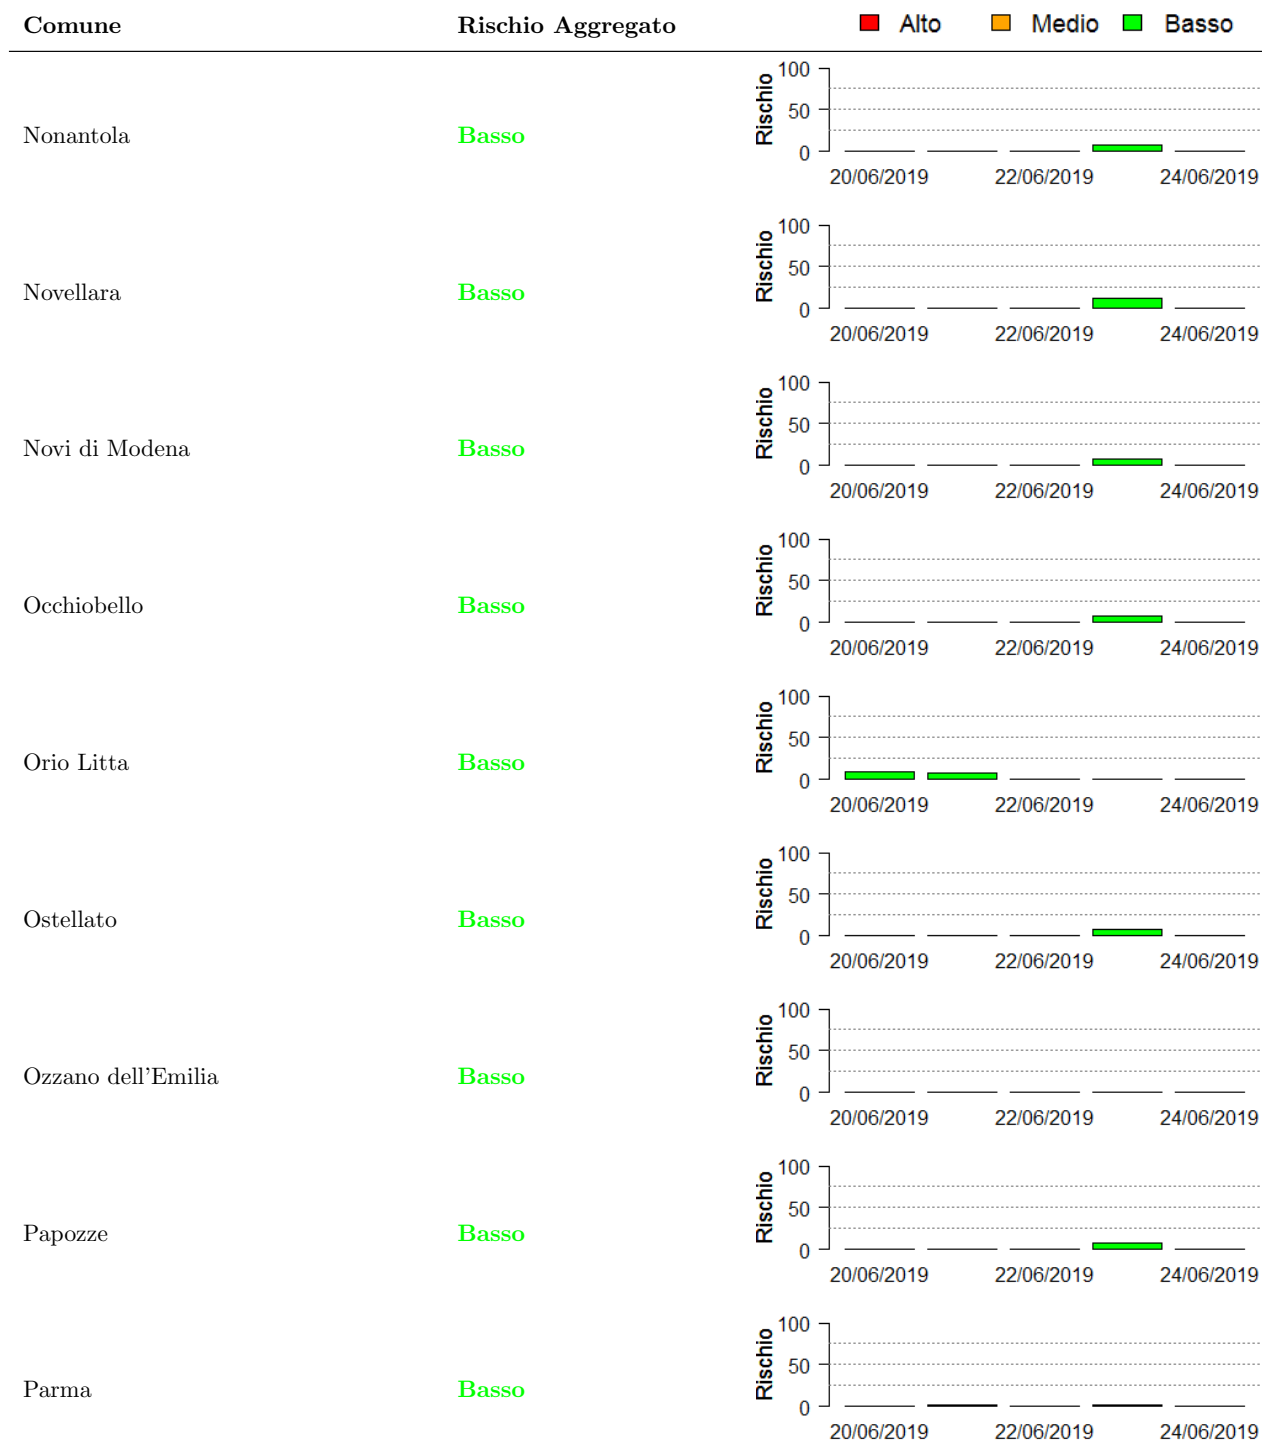 Comune Rischio Aggregato Alto Medio Basso
Nonantola Basso Rischio 100 50 0
20/06/2019 22/06/2019 24/06/2019
Novellara Basso Rischio 100 50 0
20/06/2019 22/06/2019 24/06/2019
Novi di Modena Basso Rischio 100 50 0
20/06/2019 22/06/2019 24/06/2019
Occhiobello Basso Rischio 100 50 0
20/06/2019 22/06/2019 24/06/2019
Orio Litta Basso Rischio 100 50 0
20/06/2019 22/06/2019 24/06/2019
Ostellato Basso Rischio 100 50 0
20/06/2019 22/06/2019 24/06/2019
Ozzano dell'Emilia Basso Rischio 100 50 0
20/06/2019 22/06/2019 24/06/2019
Papozze Basso Rischio 100 50 0
20/06/2019 22/06/2019 24/06/2019
Parma Basso Rischio 100 50 0
20/06/2019 22/06/2019 24/06/2019